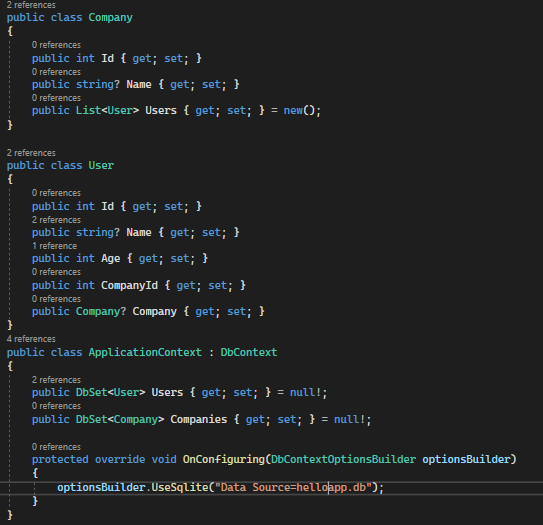 2 references
public class Company
{
0 references
public int Id { get; set; }
0 references
public string? Name { get; set; }
0 references
public List<User> Users { get; set; } = new();
}
2 references
public class User
{
0 references
public int Id { get; set; }
2 references
public string? Name { get; set; }
1 reference
public int Age { get; set; }
0 references
public int CompanyId { get; set; }
0 references
public Company? Company { get; set; }
}
4 references
public class ApplicationContext : DbContext
{
2 references
public DbSet<User> Users { get; set; } = null!;
0 references
public DbSet<Company> Companies { get; set; } = null!;
0 references
protected override void OnConfiguring(DbContextOptionsBuilder optionsBuilder)
{
optionsBuilder.UseSqlite("Data Source=helloapp.db");
}
}